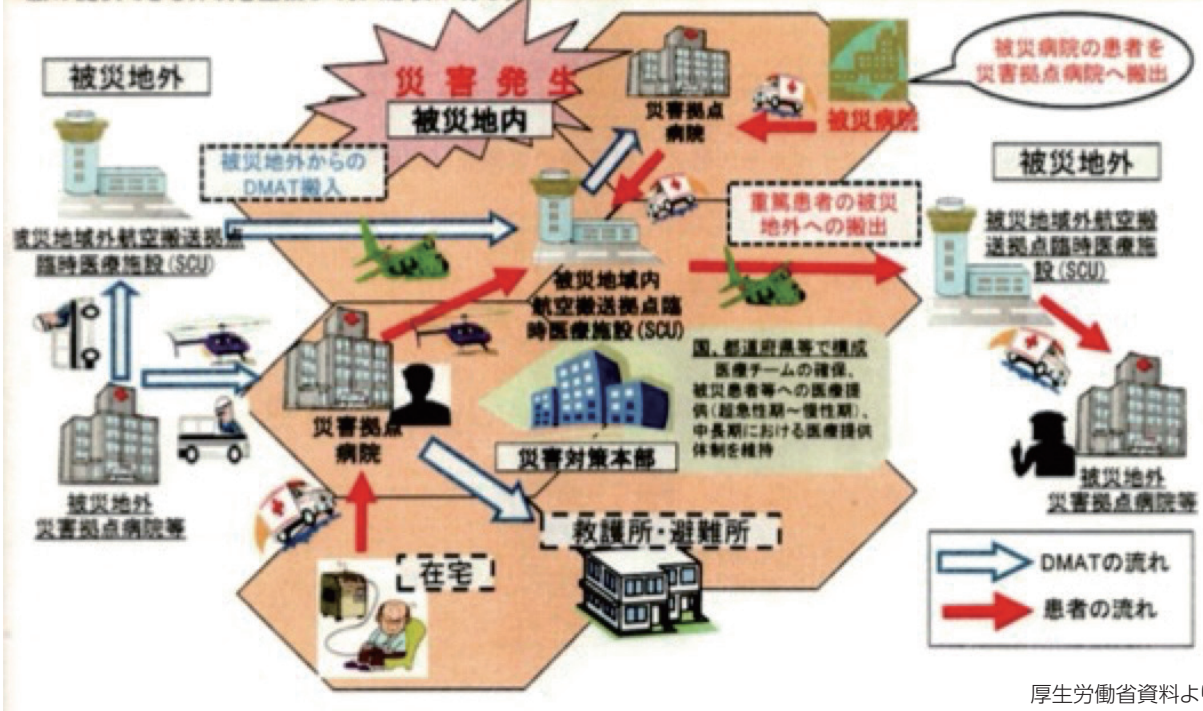 被災地外
災害発生
被災地内
災害拠点
病院
被災病院
被災病院の患者を
災害拠点病院へ搬出
被災地外からの
DMAT搬入
重篤患者の被災
地外への搬出
被災地外
被災地域外航空搬送拠点
臨時医療施設(SCU)
被災地域内
航空搬送拠点臨
時医療施設(SCU)
被災地域外航空搬
送拠点臨時医療施
設(SCU)
国、都道府県等で構成
医療チームの確保、
被災患者等への医療提
供(超急性期~慢性期)、
中長期における医療提供
体制を維持
災害対策本部
災害拠点
病院
被災地外
災害拠点病院等
被災地外
災害拠点病院等
救護所・避難所
在宅
DMATの流れ
患者の流れ
厚生労働省資料より